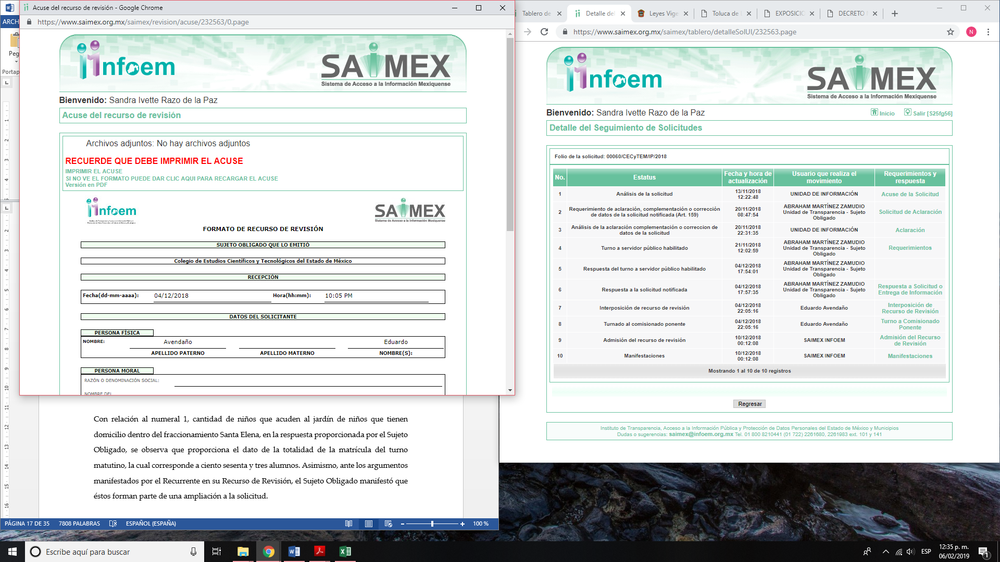 Acuse del recurso de revisión - Google Chrome
https://www.saimex.org.mx/saimex/revision/acuse/232563/0.page
ARCH
Peg
Portap
infoem
SAIMEX
Sistema de Acceso a la Información Mexiquense
Bienvenido: Sandra Ivette Razo de la Paz
Acuse del recurso de revisión
Archivos adjuntos: No hay archivos adjuntos
RECUERDE QUE DEBE IMPRIMIR EL ACUSE
IMPRIMIR EL ACUSE
SI NO VE EL FORMATO PUEDE DAR CLIC AQUI PARA RECARGAR EL ACUSE
Versión en PDF
infoem
SAIMEX
Sistema de Acceso a la Información Mexiquense
FORMATO DE RECURSO DE REVISIÓN
SUJETO OBLIGADO QUE LO EMITIÓ
Colegio de Estudios Científicos y Tecnológicos del Estado de México
RECEPCIÓN
Fecha(dd-mm-aaaa): 04/12/2018 Hora(hh:mm): 10:05 PM
DATOS DEL SOLICITANTE
PERSONA FÍSICA
NOMBRE: Avendaño Eduardo
APELLIDO PATERNO APELLIDO MATERNO NOMBRE(S):
PERSONA MORAL
RAZÓN O DENOMINACIÓN SOCIAL:
NOMBRE DEL
Con relación al numeral 1, cantidad de niños que acuden al jardín de niños que tienen
domicilio dentro del fraccionamiento Santa Elena, en la respuesta proporcionada por el Sujeto
Obligado, se observa que proporciona el dato de la totalidad de la matrícula del turno
matutino, la cual corresponde a ciento sesenta y tres alumnos. Asimismo, ante los argumentos
manifestados por el Recurrente en su Recurso de Revisión, el Sujeto Obligado manifestó que
éstos forman parte de una ampliación a la solicitud.
PÁGINA 17 DE 35 7808 PALABRAS ESPAÑOL (ESPAÑA) 100 %
Tablero de Detalle del Leyes Vige Toluca de EXPOSICIO DECRETO
https://www.saimex.org.mx/saimex/tablero/detalleSolUI/232563.page
N
infoem
SAIMEX
Sistema de Acceso a la Información Mexiquense
Bienvenido: Sandra Ivette Razo de la Paz Inicio Salir [S25fg56]
Detalle del Seguimiento de Solicitudes
Folio de la solicitud: 00060/CECyTEM/IP/2018
No. Estatus Fecha y hora de actualización Usuario que realiza el movimiento Requerimientos y respuesta
1 Análisis de la solicitud 13/11/2018 12:22:48 UNIDAD DE INFORMACIÓN Acuse de la Solicitud
2 Requerimiento de aclaración, complementación o corrección de datos de la solicitud notificada (Art. 159) 20/11/2018 08:47:54 ABRAHAM MARTÍNEZ ZAMUDIO Unidad de Transparencia - Sujeto Obligado Solicitud de Aclaración
3 Análisis de la aclaración complementación o correccion de datos de la solicitud 20/11/2018 22:31:35 UNIDAD DE INFORMACIÓN Aclaración
4 Turno a servidor público habilitado 21/11/2018 12:02:59 ABRAHAM MARTÍNEZ ZAMUDIO Unidad de Transparencia - Sujeto Obligado Requerimientos
5 Respuesta del turno a servidor público habilitado 04/12/2018 17:54:01 ABRAHAM MARTÍNEZ ZAMUDIO Unidad de Transparencia - Sujeto Obligado
6 Respuesta a la solicitud notificada 04/12/2018 17:57:35 ABRAHAM MARTÍNEZ ZAMUDIO Unidad de Transparencia - Sujeto Obligado Respuesta a Solicitud o Entrega de Información
7 Interposición de recurso de revisión 04/12/2018 22:05:16 Eduardo Avendaño Interposición de Recurso de Revisión
8 Turnado al comisionado ponente 04/12/2018 22:05:16 Eduardo Avendaño Turno a Comisionado Ponente
9 Admisión del recurso de revisión 10/12/2018 00:12:08 SAIMEX INFOEM Admisión del Recurso de Revisión
10 Manifestaciones 10/12/2018 00:12:08 SAIMEX INFOEM Manifestaciones
Mostrando 1 al 10 de 10 registros
Regresar
Instituto de Transparencia, Acceso a la Información Pública y Protección de Datos Personales del Estado de México y Municipios
Dudas o sugerencias: saimex@infoem.org.mx Tel. 01 800 8210441 (01 722) 2261680, 2261983 ext. 101 y 141
Escribe aquí para buscar
ESP
12:35 p. m.
06/02/2019
1